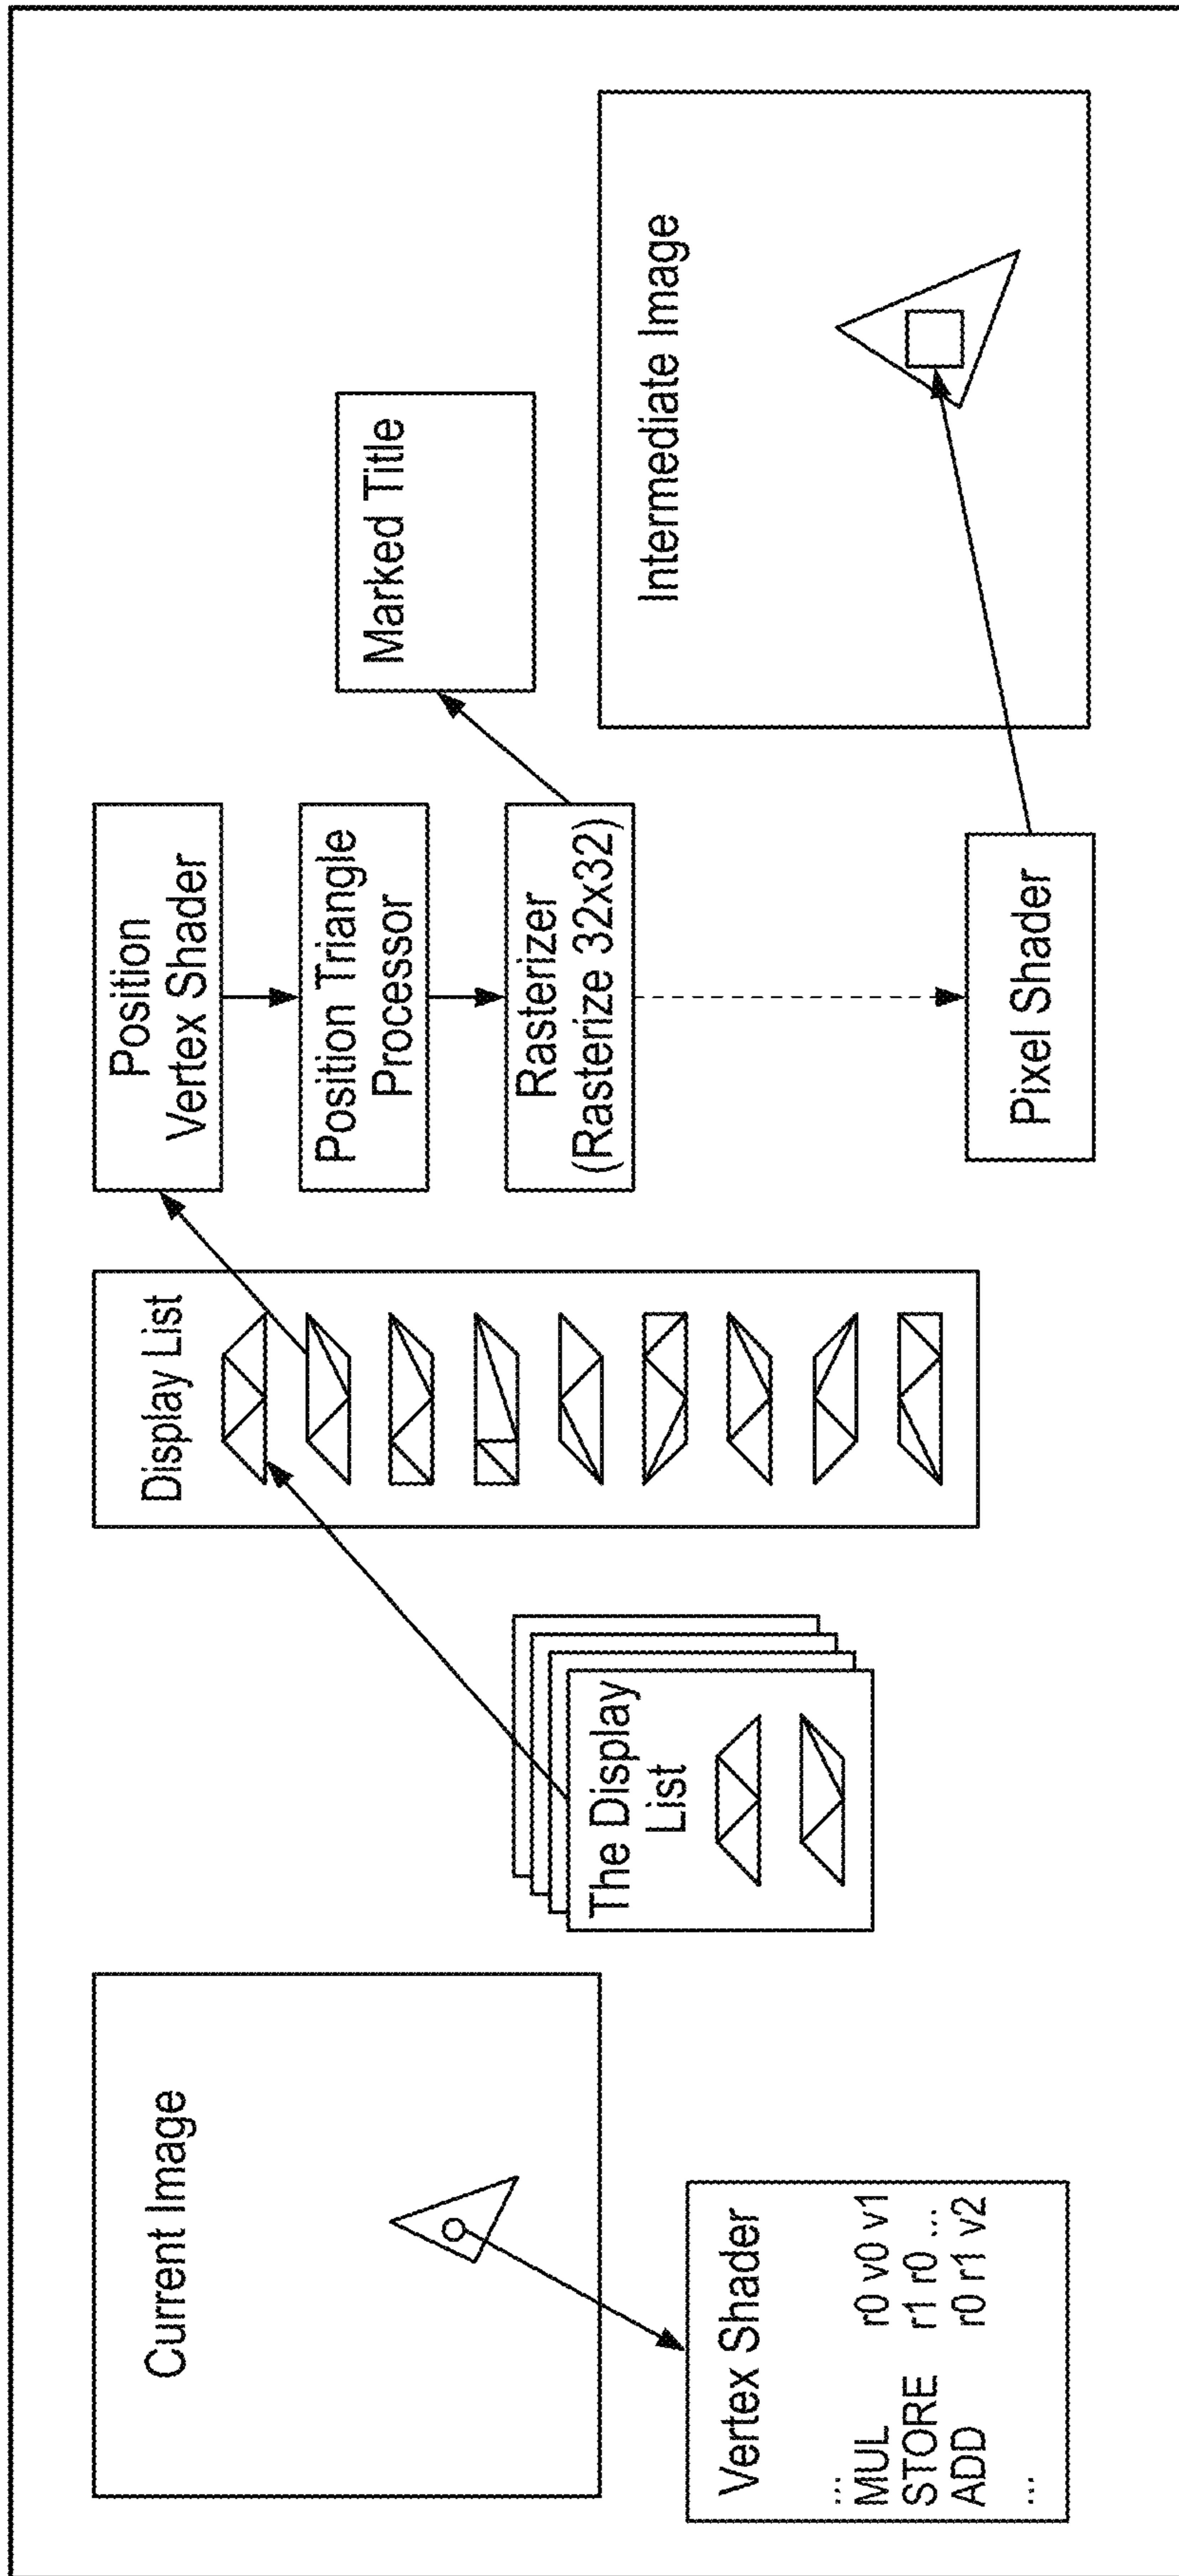 Current Image
Vertex Shader
...
MUL r0 v0 v1
STORE r1 r0 ...
ADD r0 r1 v2
...
The Display
List
Display List
Position
Vertex Shader
Position Triangle
Processor
Rasterizer
(Rasterize 32x32)
Pixel Shader
Marked Title
Intermediate Image